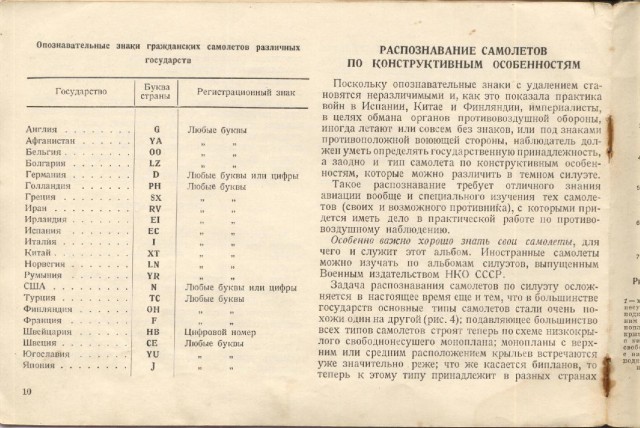 Опознавательные знаки гражданских самолетов различных
государств
Государство Буква страны Регистрационный знак
Англия . . . . . . . . G Любые буквы
Афганистан . . . . . . YA „ „
Бельгия . . . . . . . OO „ „
Болгария . . . . . . . LZ „ „
Германия . . . . . . . D Любые буквы или цифры
Голландия . . . . . . PH Любые буквы
Греция . . . . . . . . SX „ „
Иран . . . . . . . . . RV „ „
Ирландия . . . . . . . EI „ „
Испания . . . . . . . EC „ „
Италия . . . . . . . . I „ „
Китай . . . . . . . . XT „ „
Норвегия . . . . . . . LN „ „
Румыния . . . . . . . YR „ „
США . . . . . . . . . N Любые буквы или цифры
Турция . . . . . . . . TC Любые буквы
Финляндия . . . . . . OH „ „
Франция . . . . . . . F „ „
Швейцария . . . . . . HB Цифровой номер
Швеция . . . . . . . . CE Любые буквы
Югославия . . . . . . YU „ „
Япония . . . . . . . . J „ „
10
РАСПОЗНАВАНИЕ САМОЛЕТОВ
ПО КОНСТРУКТИВНЫМ ОСОБЕННОСТЯМ
Поскольку опознавательные знаки с удалением ста-
новятся неразличимыми и, как это показала практика
войн в Испании, Китае и Финляндии, империалисты,
в целях обмана органов противовоздушной обороны,
иногда летают или совсем без знаков, или под знаками
противоположной воюющей стороны, наблюдатель дол-
жен уметь определять государственную принадлежность,
а заодно и тип самолета по конструктивным особен-
ностям, которые можно различить в темном силуэте.
Такое распознавание требует отличного знания
авиации вообще и специального изучения тех самоле-
тов (своих и возможного противника), с которыми при-
дется иметь дело в практической работе по противо-
воздушному наблюдению.
Особенно важно хорошо знать свои самолеты, для
чего и служит этот альбом. Иностранные самолеты
можно изучать по альбомам силуэтов, выпущенным
Военным издательством НКО СССР.
Задача распознавания самолетов по силуэту ослож-
няется в настоящее время еще и тем, что в большинстве
государств основные типы самолетов стали очень по-
хожи один на другой (рис. 4); подавляющее большинство
всех типов самолетов строят теперь по схеме низкокры-
лого свободнонесущего моноплана; монопланы с верх-
ним или средним расположением крыльев встречаются
уже значительно реже; что же касается бипланов, то
теперь к этому типу принадлежит в разных странах